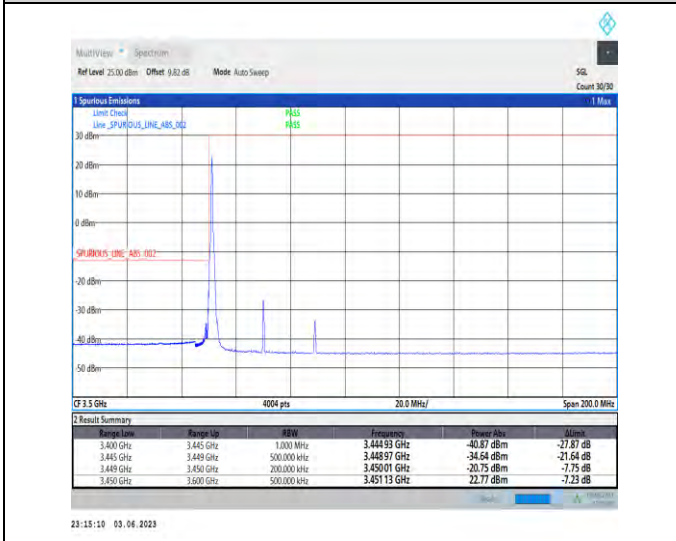 MultiView Spectrum
Ref Level 25.00 dBm Offset 9.82 dB Mode Auto Sweep SGL
Count 30/30
1 Spurious Emissions 1 Max
Limit Check PASS
Line _SPURIOUS_LINE_ABS_002 PASS
30 dBm
20 dBm
10 dBm
0 dBm
_SPURIOUS_LINE_ABS_002
-20 dBm
-30 dBm
-40 dBm
-50 dBm
CF 3.5 GHz 4004 pts 20.0 MHz/ Span 200.0 MHz
2 Result Summary
Range Low Range Up RBW Frequency Power Abs ΔLimit
3.400 GHz 3.445 GHz 1.000 MHz 3.444 93 GHz -40.87 dBm -27.87 dB
3.445 GHz 3.449 GHz 500.000 kHz 3.448 97 GHz -34.64 dBm -21.64 dB
3.449 GHz 3.450 GHz 200.000 kHz 3.450 01 GHz -20.75 dBm -7.75 dB
3.450 GHz 3.600 GHz 500.000 kHz 3.451 13 GHz 22.77 dBm -7.23 dB
23:15:10 03.06.2023